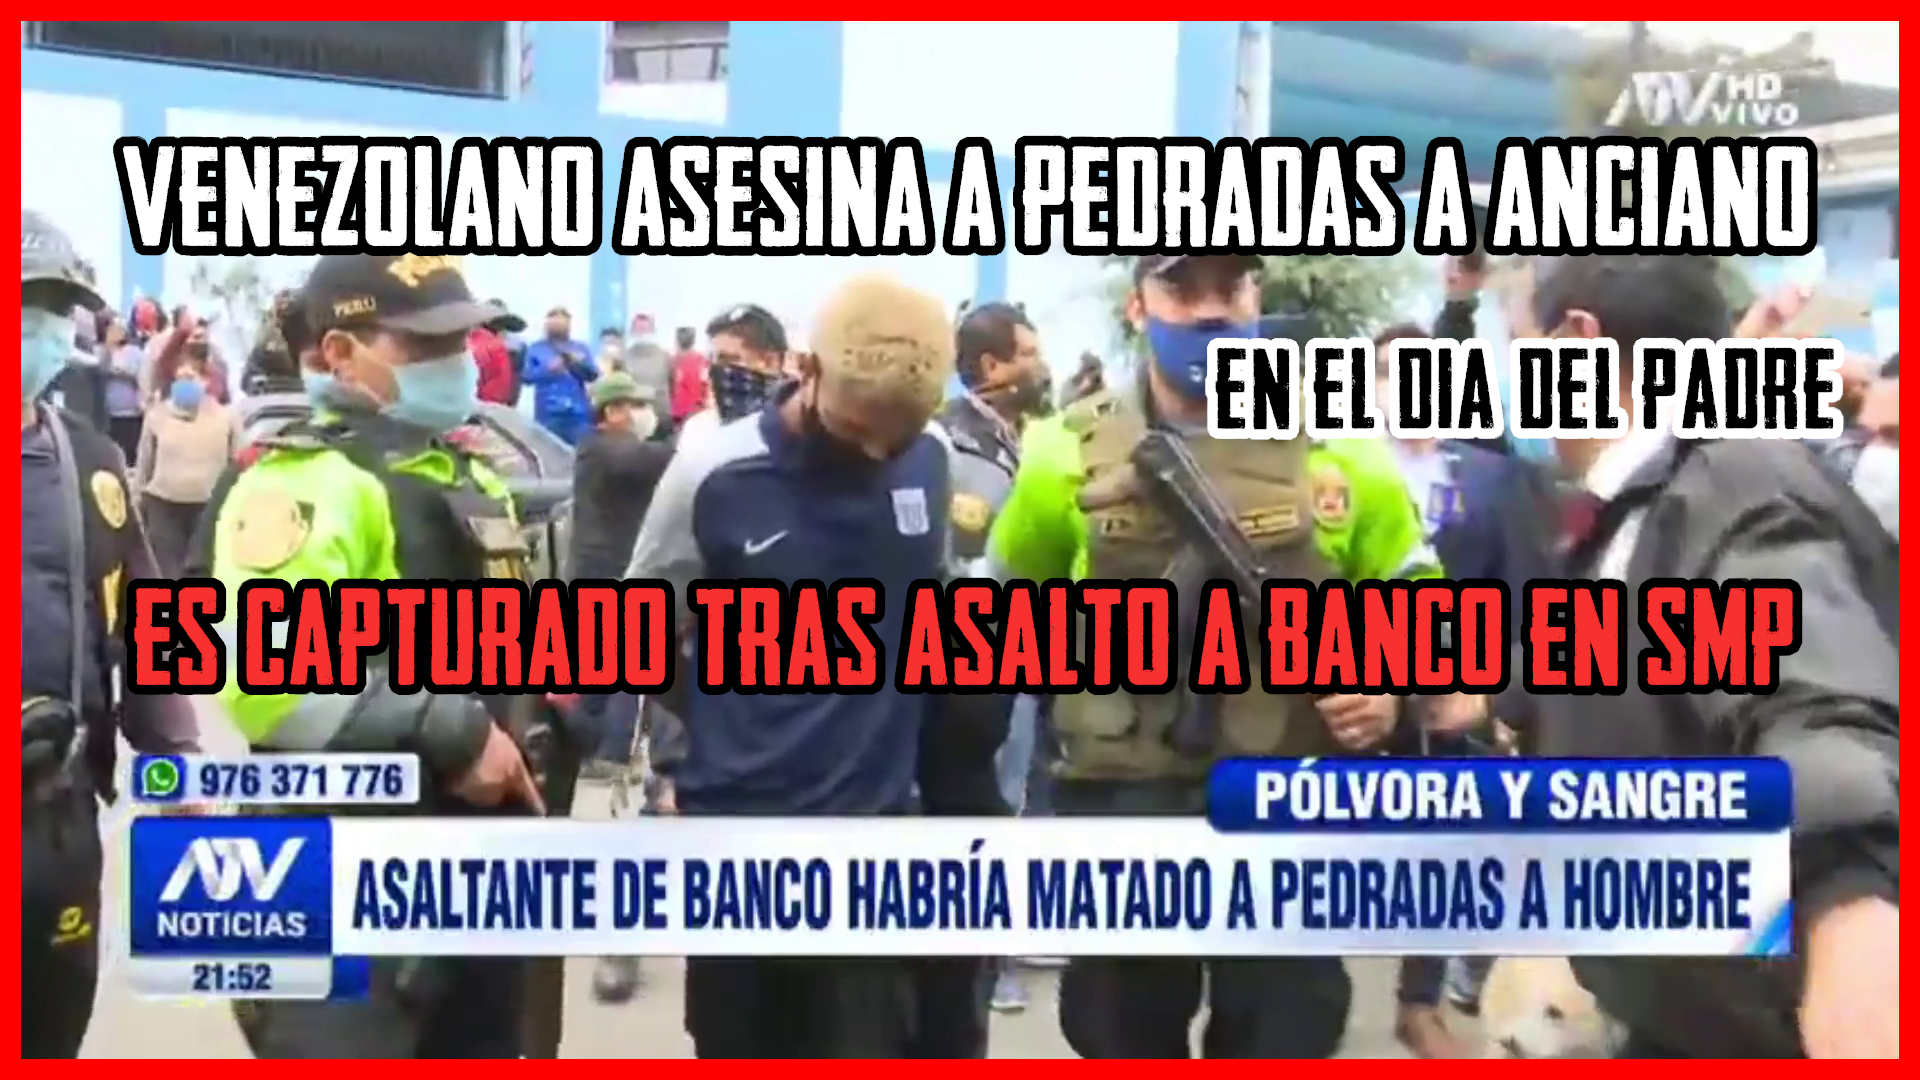 ATV HD
VIVO
VENEZOLANO ASESINA A PEDRADAS A ANCIANO
PERU
EN EL DIA DEL PADRE
ES CAPTURADO TRAS ASALTO A BANCO EN SMP
976 371 776
PÓLVORA Y SANGRE
ATV
NOTICIAS
ASALTANTE DE BANCO HABRÍA MATADO A PEDRADAS A HOMBRE
21:52